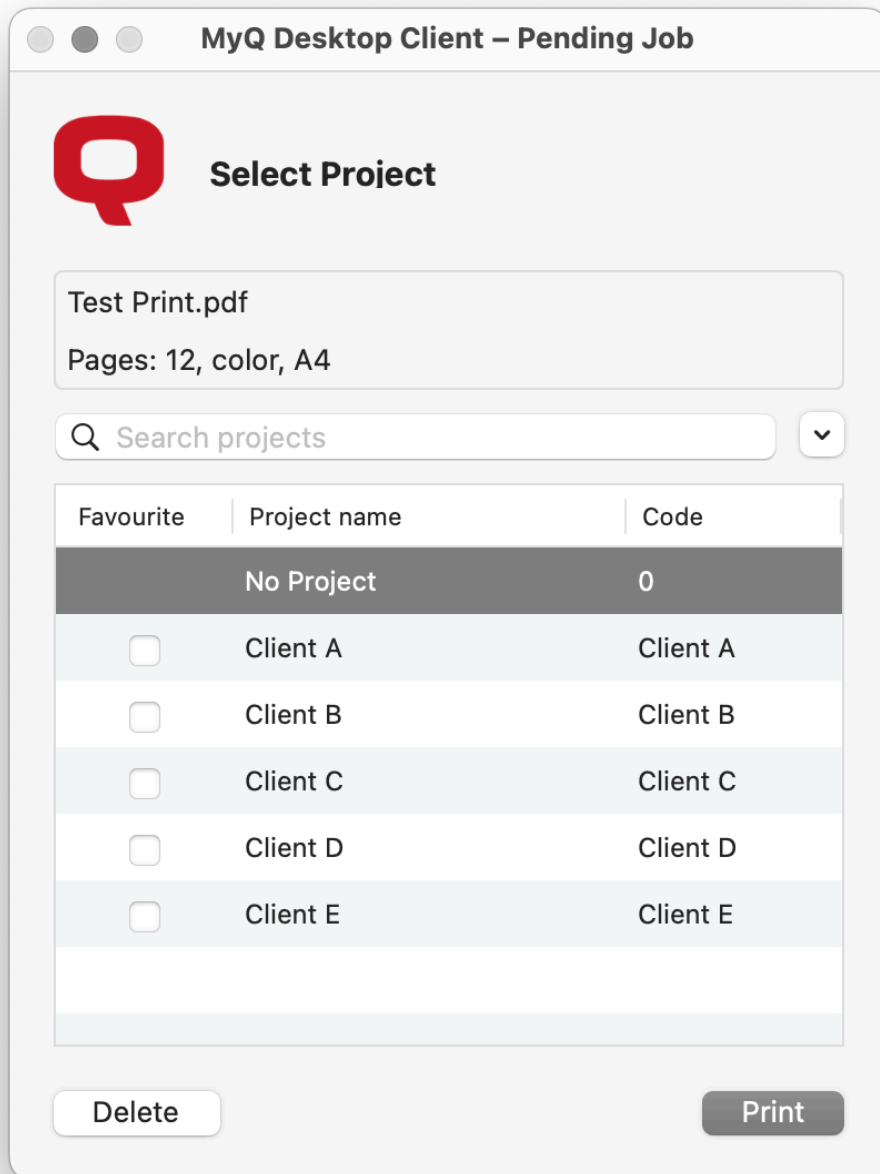 MyQ Desktop Client – Pending Job
Select Project
Test Print.pdf
Pages: 12, color, A4
Search projects
Favourite Project name Code
No Project 0
Client A Client A
Client B Client B
Client C Client C
Client D Client D
Client E Client E
Delete Print